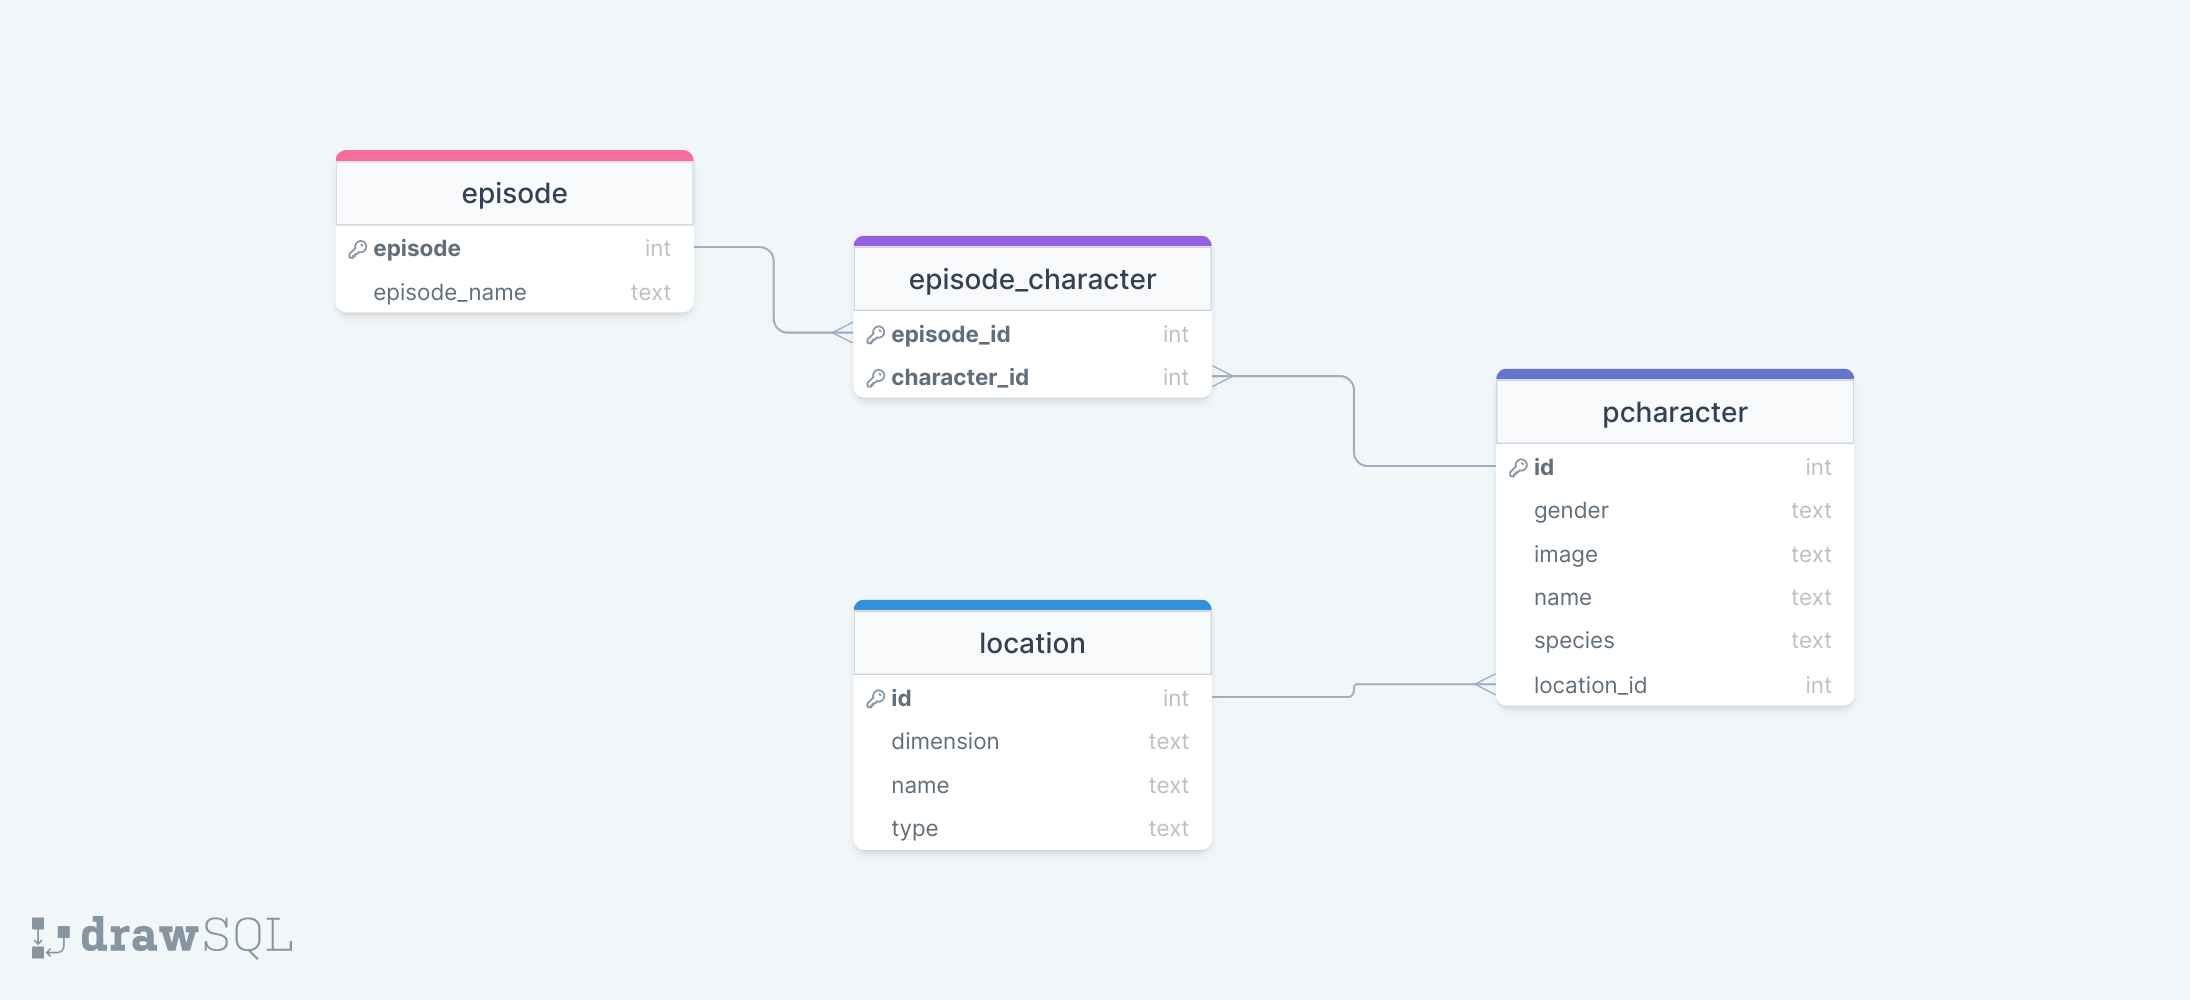 episode
episode int
episode_name text
episode_character
episode_id int
character_id int
pcharacter
id int
gender text
image text
name text
species text
location_id int
location
id int
dimension text
name text
type text
drawSQL